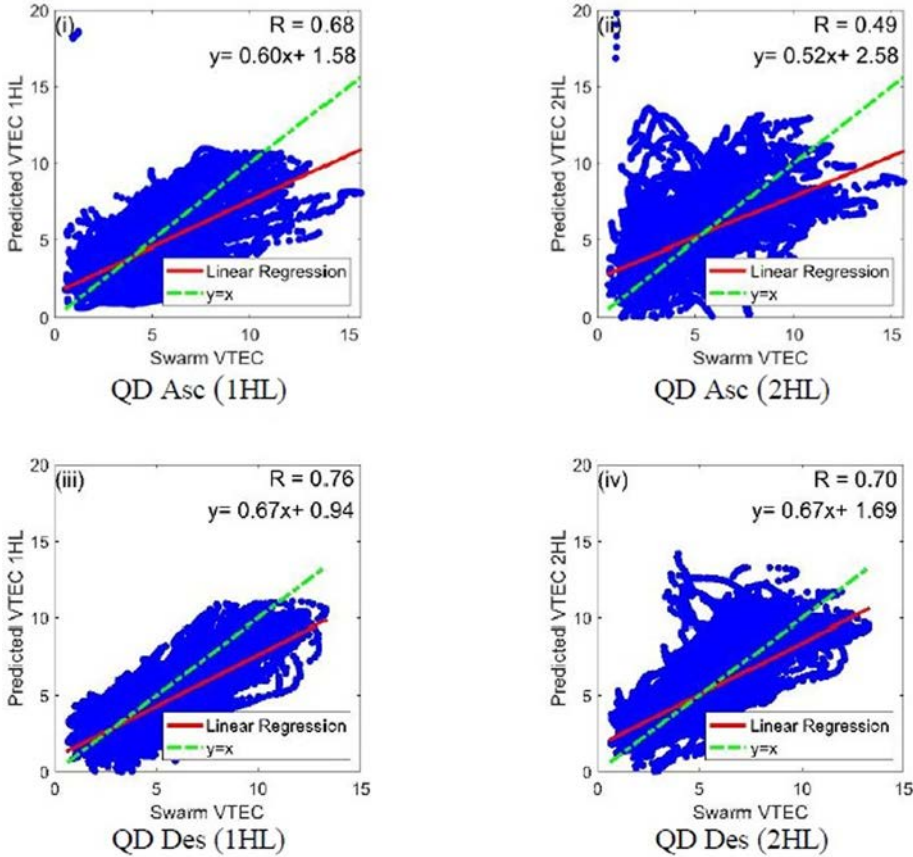 (i)
R = 0.68
y= 0.60x+ 1.58
20
15
10
5
0
Predicted VTEC 1HL
Linear Regression
y=x
0 5 10 15
Swarm VTEC
QD Asc (1HL)
(ii)
R = 0.49
y= 0.52x+ 2.58
20
15
10
5
0
Predicted VTEC 2HL
Linear Regression
y=x
0 5 10 15
Swarm VTEC
QD Asc (2HL)
(iii)
R = 0.76
y= 0.67x+ 0.94
20
15
10
5
0
Predicted VTEC 1HL
Linear Regression
y=x
0 5 10 15
Swarm VTEC
QD Des (1HL)
(iv)
R = 0.70
y= 0.67x+ 1.69
20
15
10
5
0
Predicted VTEC 2HL
Linear Regression
y=x
0 5 10 15
Swarm VTEC
QD Des (2HL)